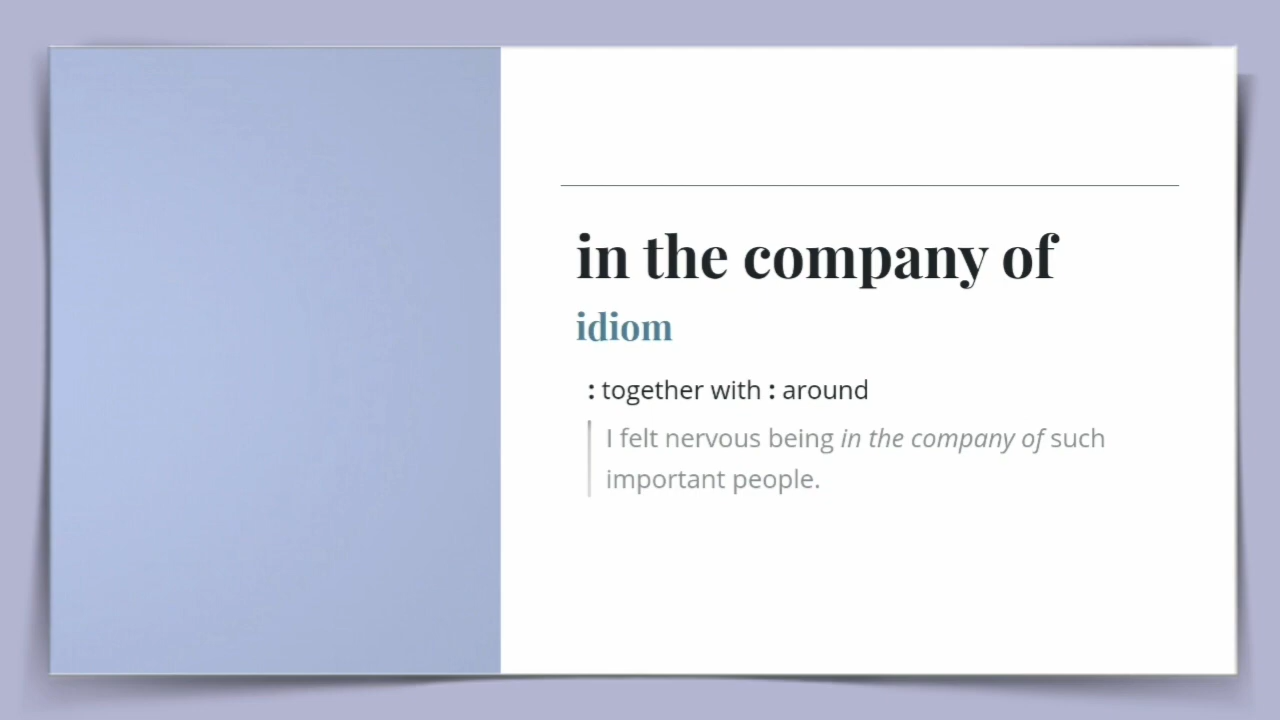 in the company of
idiom
: together with : around
I felt nervous being in the company of such
important people.